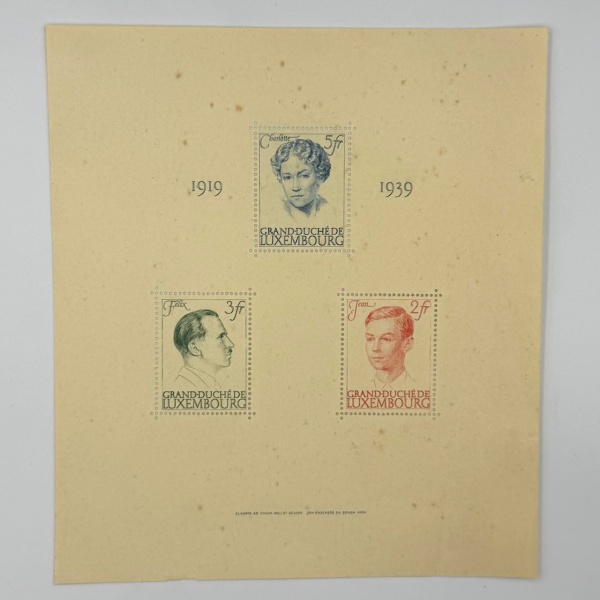 Charlotte 5fr
1919 1939
GRAND-DUCHÉ DE
LUXEMBOURG
Félix 3fr
GRAND-DUCHÉ DE
LUXEMBOURG
Jean 2fr
GRAND-DUCHÉ DE
LUXEMBOURG